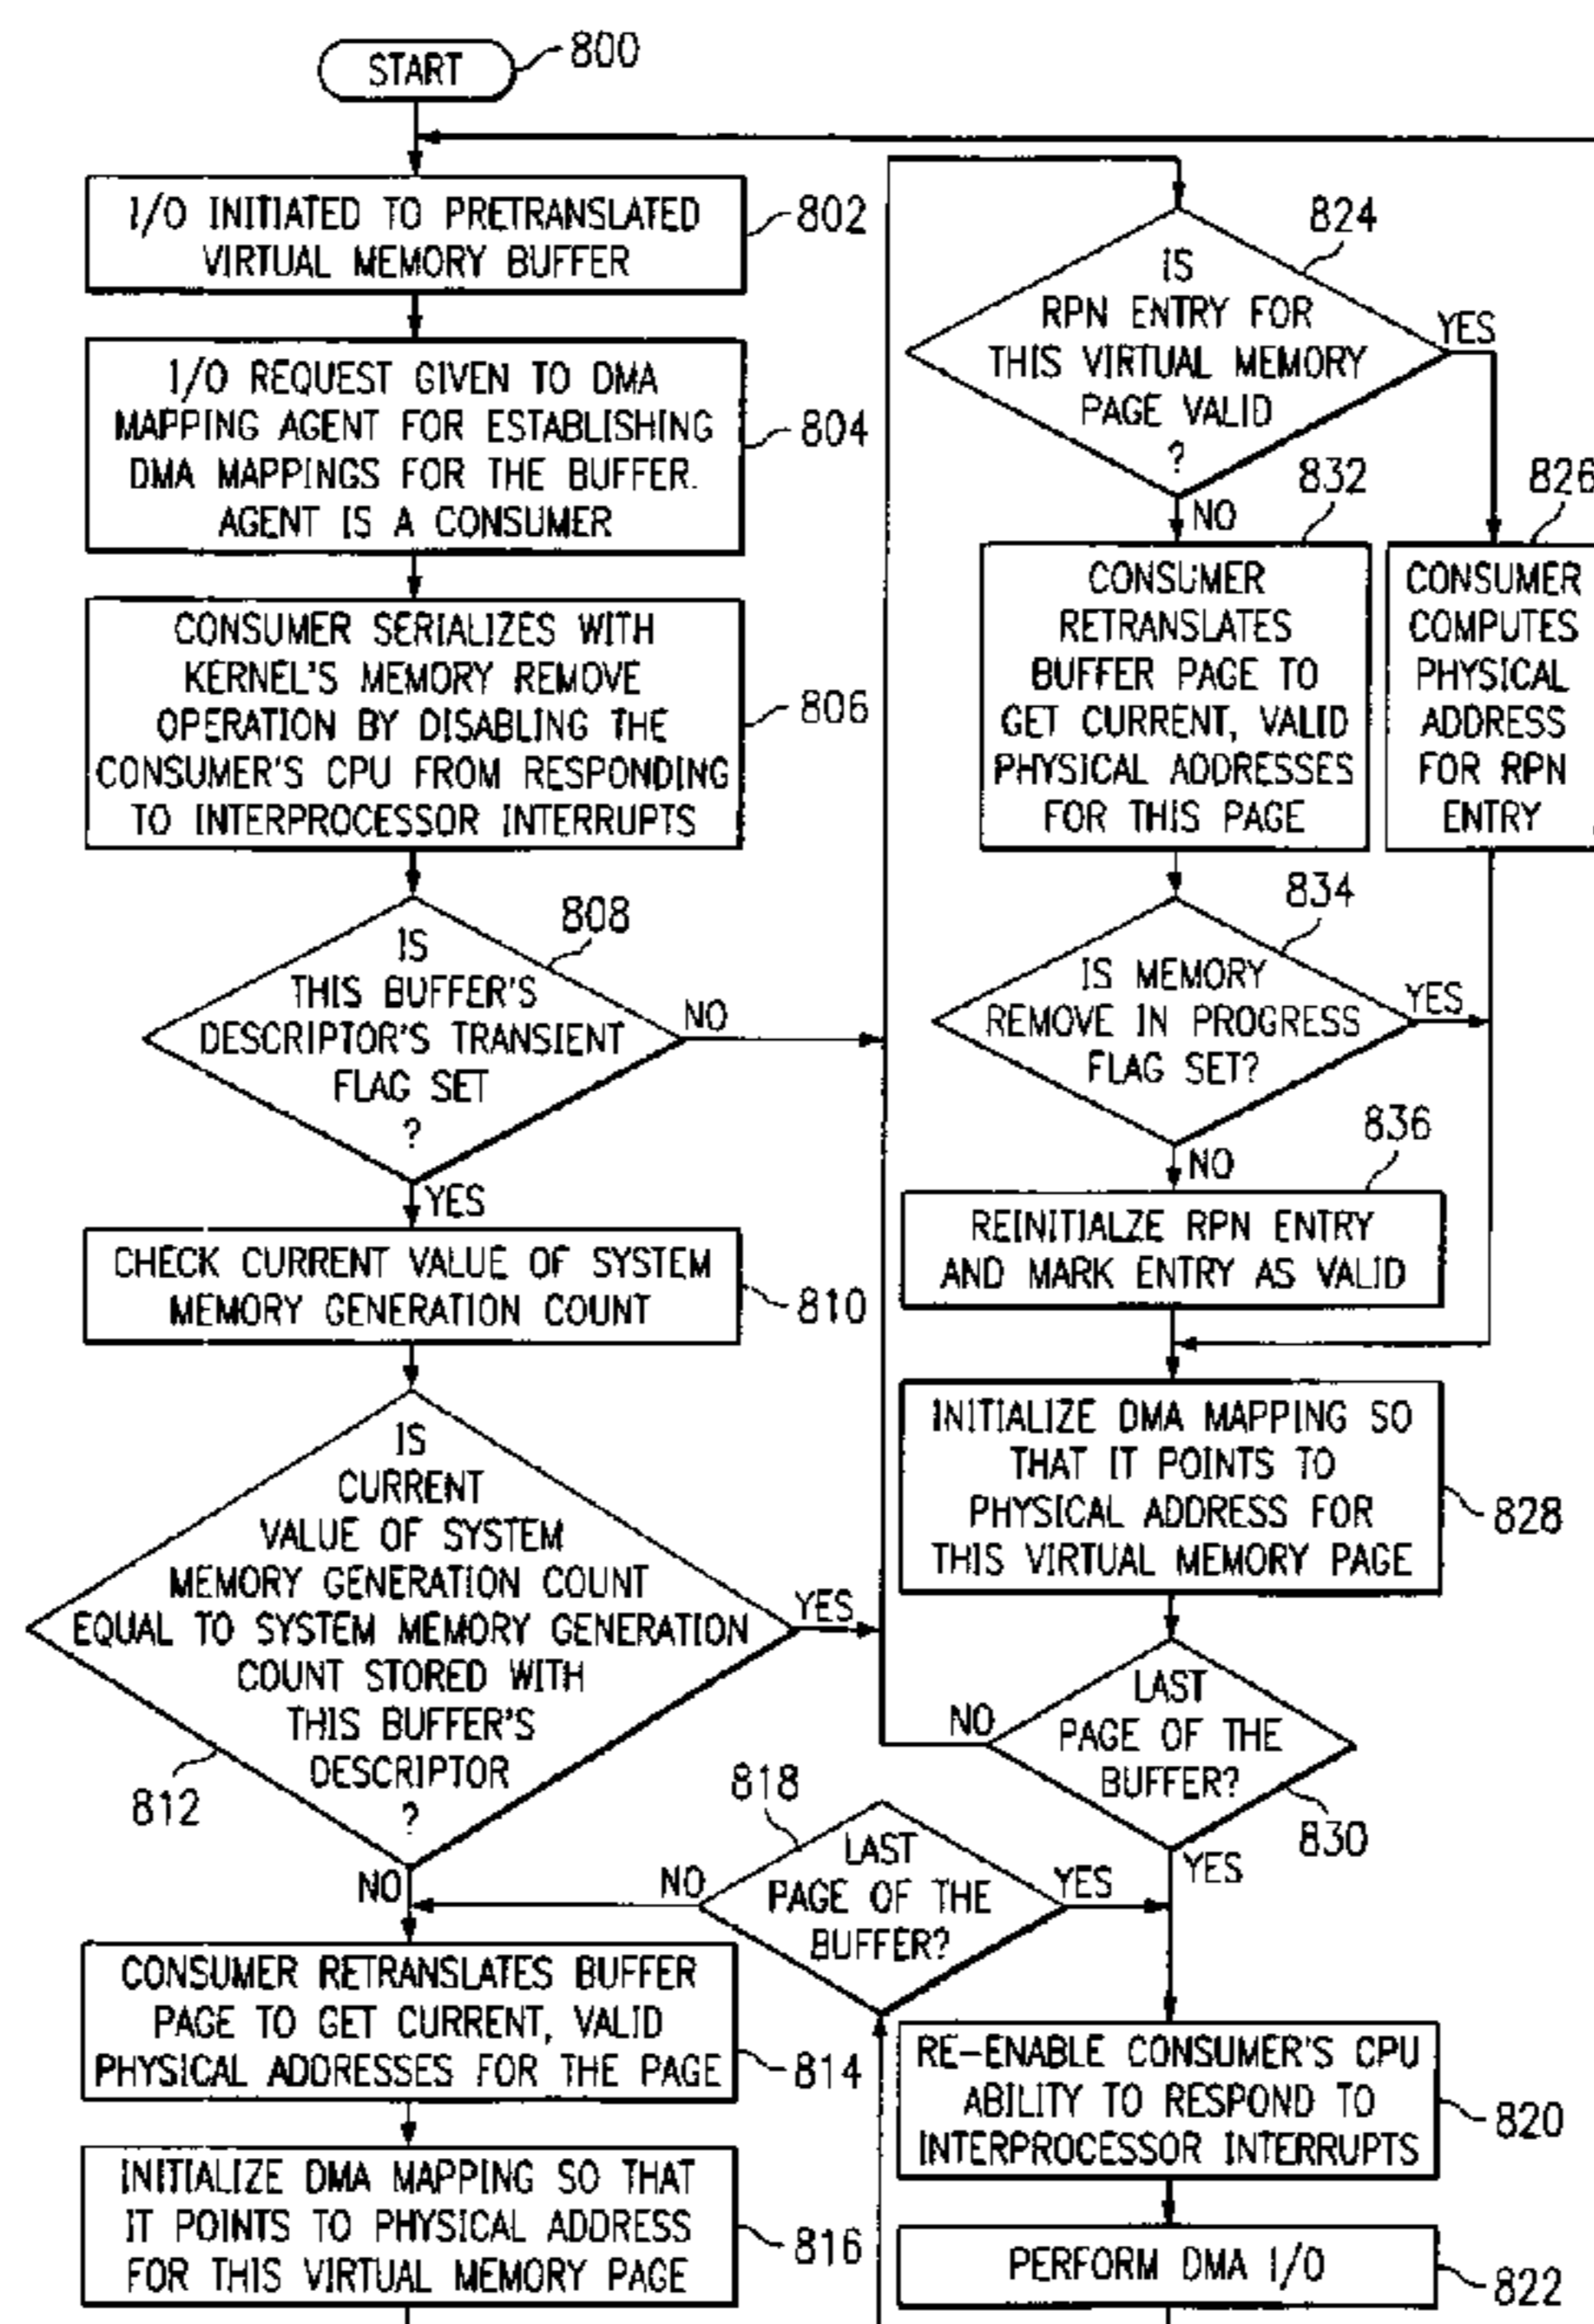 START
800
I/O INITIATED TO PRETRANSLATED
VIRTUAL MEMORY BUFFER
802
I/O REQUEST GIVEN TO DMA
MAPPING AGENT FOR ESTABLISHING
DMA MAPPINGS FOR THE BUFFER.
AGENT IS A CONSUMER
804
CONSUMER SERIALIZES WITH
KERNEL'S MEMORY REMOVE
OPERATION BY DISABLING THE
CONSUMER'S CPU FROM RESPONDING
TO INTERPROCESSOR INTERRUPTS
806
808
IS
THIS BUFFER'S
DESCRIPTOR'S TRANSIENT
FLAG SET
?
NO
YES
CHECK CURRENT VALUE OF SYSTEM
MEMORY GENERATION COUNT
810
IS
CURRENT
VALUE OF SYSTEM
MEMORY GENERATION COUNT
EQUAL TO SYSTEM MEMORY GENERATION
COUNT STORED WITH
THIS BUFFER'S
DESCRIPTOR
?
812
YES
NO
CONSUMER RETRANSLATES BUFFER
PAGE TO GET CURRENT, VALID
PHYSICAL ADDRESSES FOR THE PAGE
814
INITIALIZE DMA MAPPING SO THAT
IT POINTS TO PHYSICAL ADDRESS
FOR THIS VIRTUAL MEMORY PAGE
816
818
LAST
PAGE OF THE
BUFFER?
NO
YES
824
IS
RPN ENTRY FOR
THIS VIRTUAL MEMORY
PAGE VALID
?
YES
NO
832
CONSUMER
RETRANSLATES
BUFFER PAGE TO
GET CURRENT, VALID
PHYSICAL ADDRESSES
FOR THIS PAGE
826
CONSUMER
COMPUTES
PHYSICAL
ADDRESS
FOR RPN
ENTRY
834
IS MEMORY
REMOVE IN PROGRESS
FLAG SET?
YES
NO
836
REINITIALZE RPN ENTRY
AND MARK ENTRY AS VALID
INITIALIZE DMA MAPPING SO
THAT IT POINTS TO
PHYSICAL ADDRESS FOR
THIS VIRTUAL MEMORY PAGE
828
LAST
PAGE OF THE
BUFFER?
830
NO
YES
RE-ENABLE CONSUMER'S CPU
ABILITY TO RESPOND TO
INTERPROCESSOR INTERRUPTS
820
PERFORM DMA I/O
822